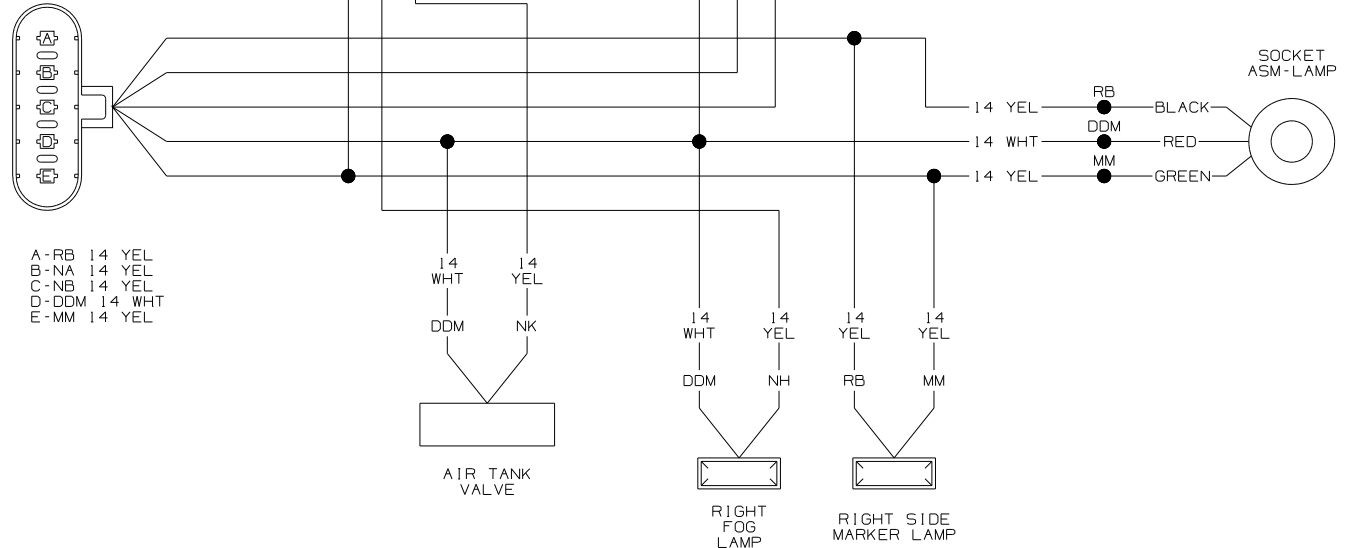 A
B
C
D
E
A-RB 14 YEL
B-NA 14 YEL
C-NB 14 YEL
D-DDM 14 WHT
E-MM 14 YEL
14
WHT
DDM
14
YEL
NK
AIR TANK
VALVE
14
WHT
DDM
14
YEL
NH
RIGHT
FOG
LAMP
14
YEL
RB
14
YEL
MM
RIGHT SIDE
MARKER LAMP
SOCKET
ASM-LAMP
14 YEL
RB
BLACK
14 WHT
DDM
RED
14 YEL
MM
GREEN